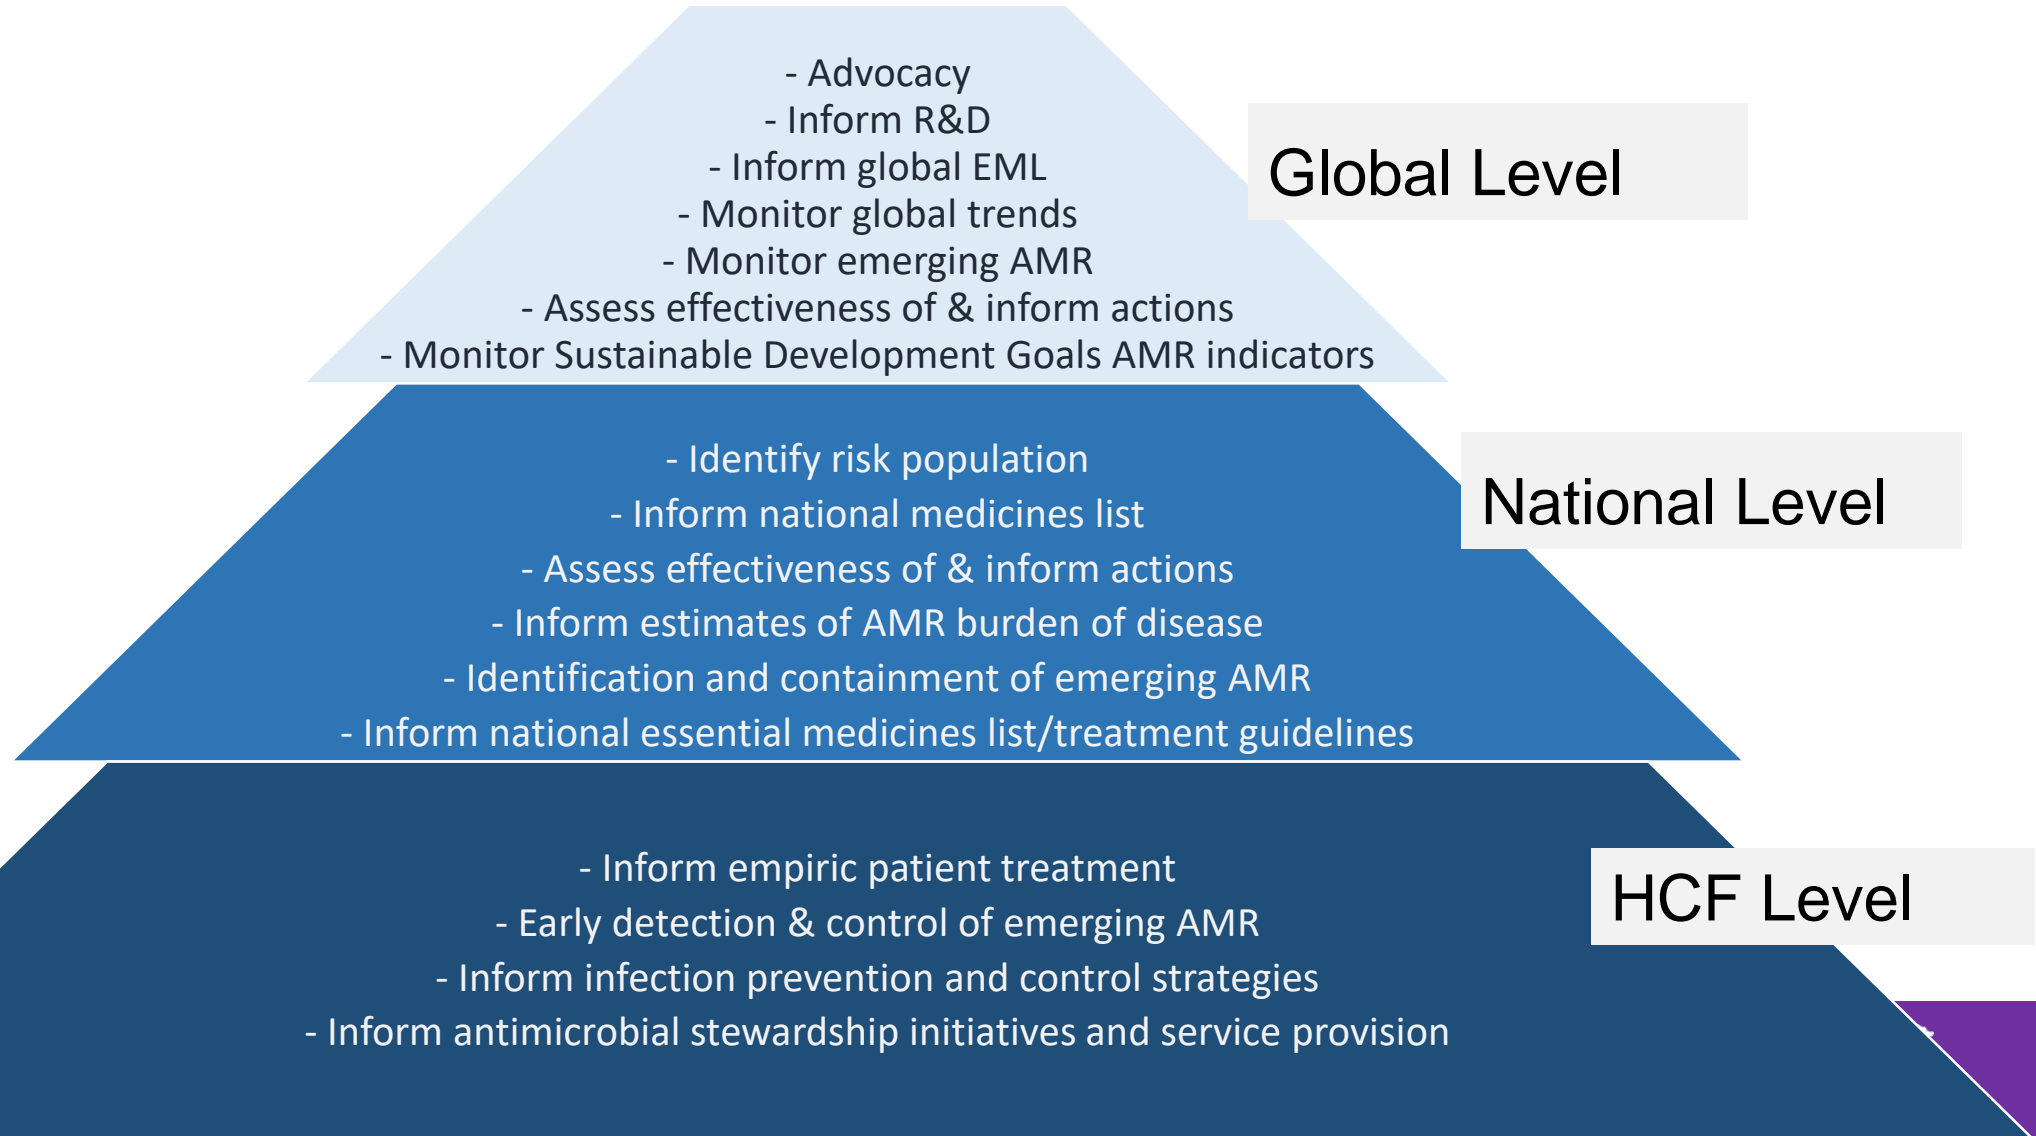 - Advocacy
- Inform R&D
- Inform global EML
- Monitor global trends
- Monitor emerging AMR
- Assess effectiveness of & inform actions
- Monitor Sustainable Development Goals AMR indicators
Global Level
- Identify risk population
- Inform national medicines list
- Assess effectiveness of & inform actions
- Inform estimates of AMR burden of disease
- Identification and containment of emerging AMR
- Inform national essential medicines list/treatment guidelines
National Level
- Inform empiric patient treatment
- Early detection & control of emerging AMR
- Inform infection prevention and control strategies
- Inform antimicrobial stewardship initiatives and service provision
HCF Level